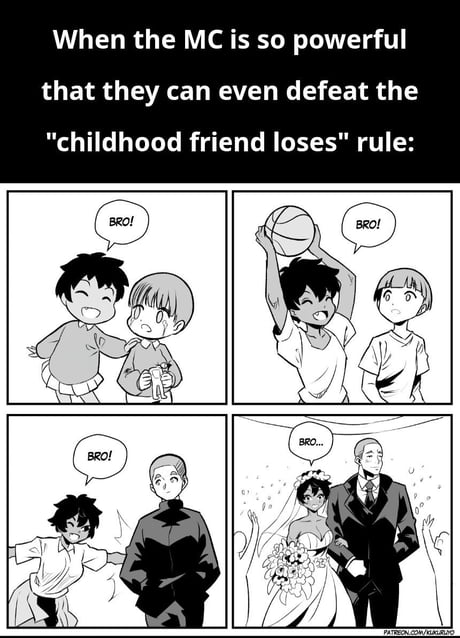 When the MC is so powerful
that they can even defeat the
"childhood friend loses" rule:
BRO!
BRO!
BRO!
BRO...
PATREON.COM/KUKURUYO